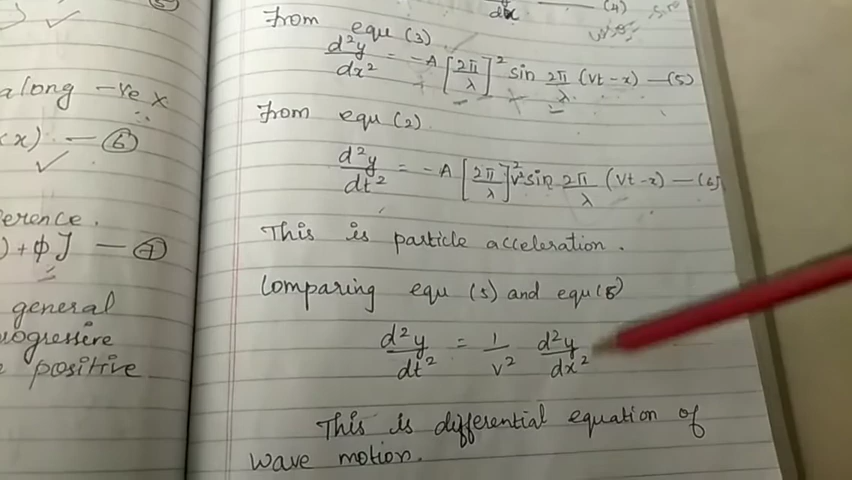 along -ve x
x) — ⑥
erence.
) + φ] — ⑦
general
rogressive
positive
— (4)
From equ (3)
d²y/dx² = -A [2π/λ]² sin 2π/λ (vt-x) — (5)
From equ (2)
d²y/dt² = -A [2π/λ]² v² sin 2π/λ (vt-x) — (6)
This is particle acceleration.
Comparing equ (5) and equ (6)
d²y/dt² = 1/v² d²y/dx²
This is differential equation of
wave motion.